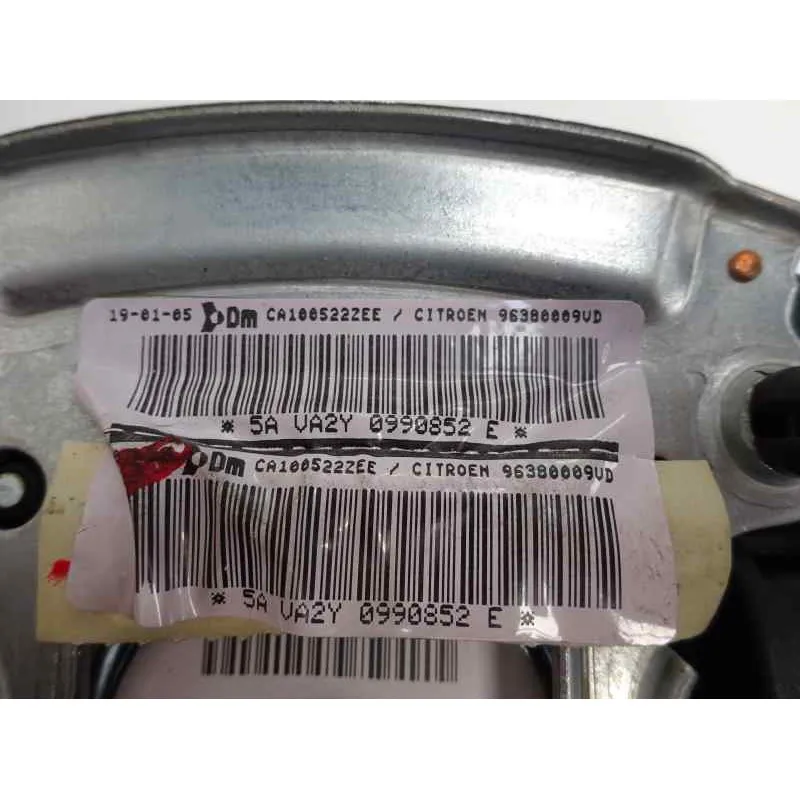 19-01-05 Dm CA100522ZEE / CITROEN 96380009VD
* 5A VA2Y 0990852 E *
Dm CA100522ZEE / CITROEN 96380009VD
* 5A VA2Y 0990852 E *